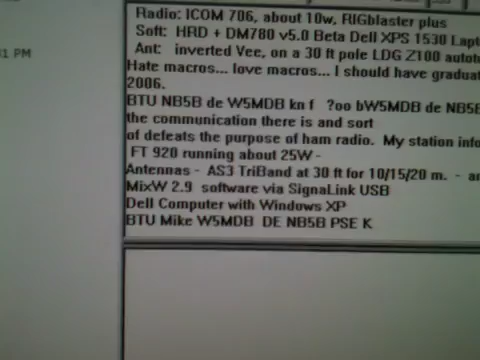 Radio: ICOM 706, about 10w, RIGblaster plus
31 PM
Soft: HRD + DM780 v5.0 Beta Dell XPS 1530
Ant: inverted Vee, on a 30 ft pole LDG Z100
Hate macros... love macros... I should have
2006.
BTU NB5B de W5MDB kn f ?oo bW5MDB de NB5B
the communication there is and sort
of defeats the purpose of ham radio. My station
FT 920 running about 25W -
Antennas - AS3 TriBand at 30 ft for 10/15/20 m. -
MixW 2.9 software via SignaLink USB
Dell Computer with Windows XP
BTU Mike W5MDB DE NB5B PSE K